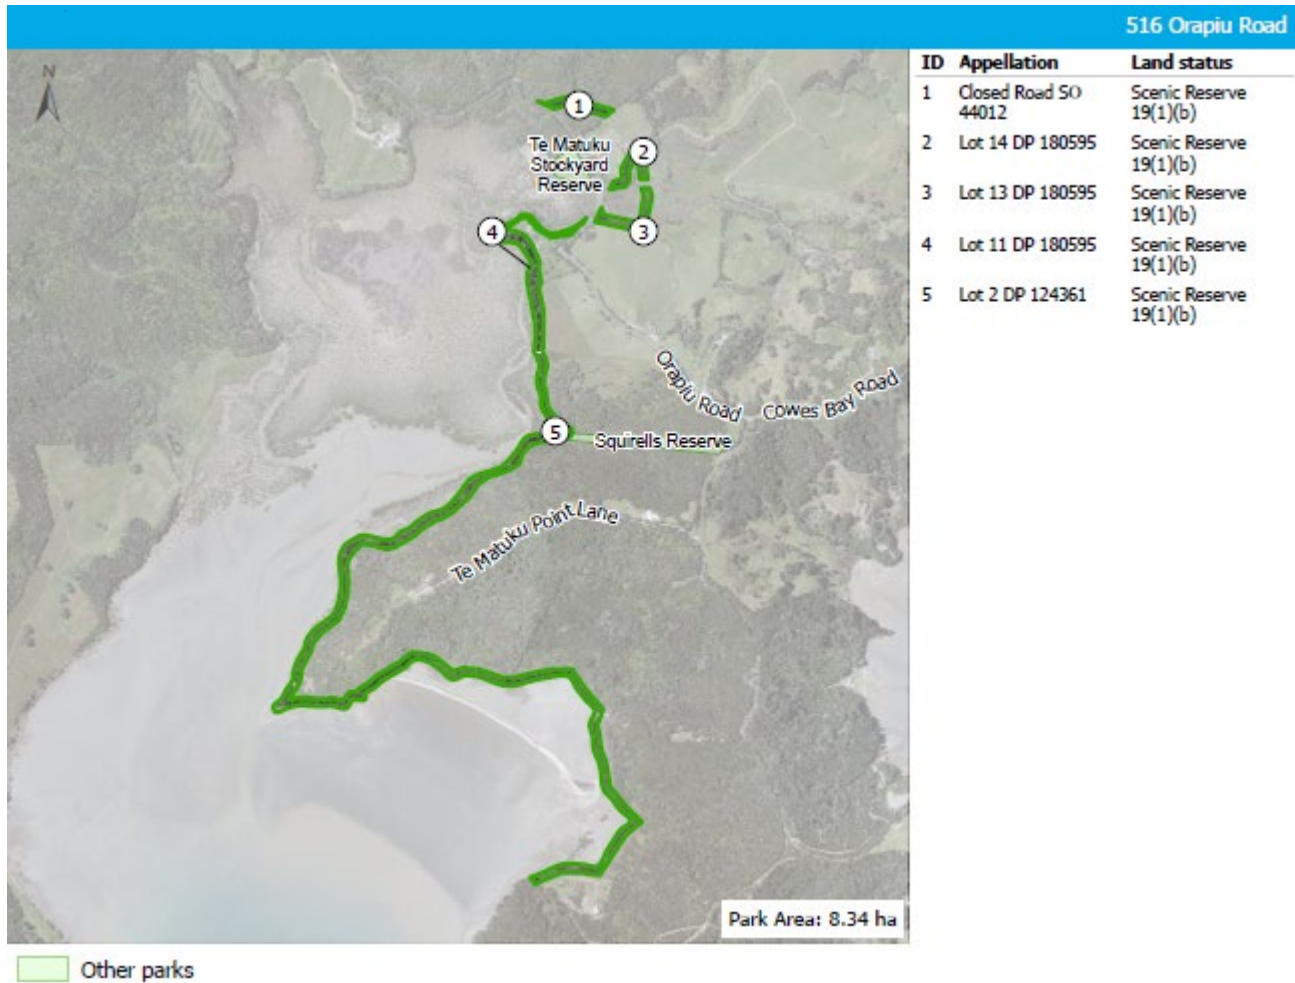 516 Orapiu Road
ID Appellation Land status
1 Closed Road SO 44012 Scenic Reserve 19(1)(b)
2 Lot 14 DP 180595 Scenic Reserve 19(1)(b)
3 Lot 13 DP 180595 Scenic Reserve 19(1)(b)
4 Lot 11 DP 180595 Scenic Reserve 19(1)(b)
5 Lot 2 DP 124361 Scenic Reserve 19(1)(b)
N
1
Te Matuku
Stockyard
Reserve
2
3
4
Orapiu Road
Cowes Bay Road
5
Squirells Reserve
Te Matuku Point Lane
Park Area: 8.34 ha
Other parks